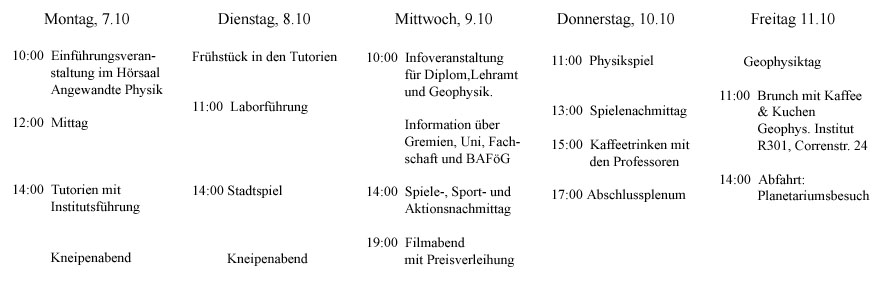 Montag, 7.10
10:00 Einführungsveran-
staltung im Hörsaal
Angewandte Physik
12:00 Mittag
14:00 Tutorien mit
Institutsführung
Kneipenabend
Dienstag, 8.10
Frühstück in den Tutorien
11:00 Laborführung
14:00 Stadtspiel
Kneipenabend
Mittwoch, 9.10
10:00 Infoveranstaltung
für Diplom,Lehramt
und Geophysik.
Information über
Gremien, Uni, Fach-
schaft und BAFöG
14:00 Spiele-, Sport- und
Aktionsnachmittag
19:00 Filmabend
mit Preisverleihung
Donnerstag, 10.10
11:00 Physikspiel
13:00 Spielenachmittag
15:00 Kaffeetrinken mit
den Professoren
17:00 Abschlussplenum
Freitag 11.10
Geophysiktag
11:00 Brunch mit Kaffee
& Kuchen
Geophys. Institut
R301, Correnstr. 24
14:00 Abfahrt:
Planetariumsbesuch